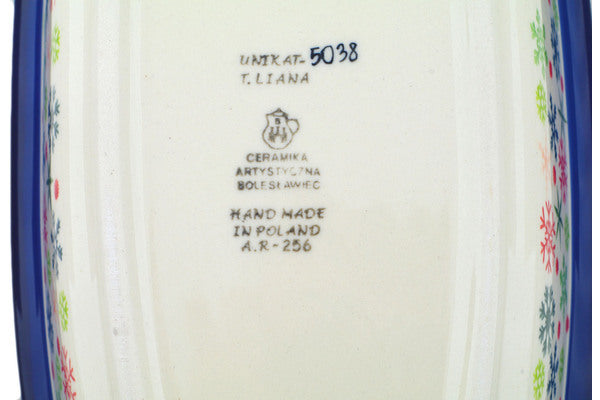 UNIKAT-5038
T.LIANA
B
CERAMIKA
ARTYSTYCZNA
BOLESŁAWIEC
HAND MADE
IN POLAND
A.R-256